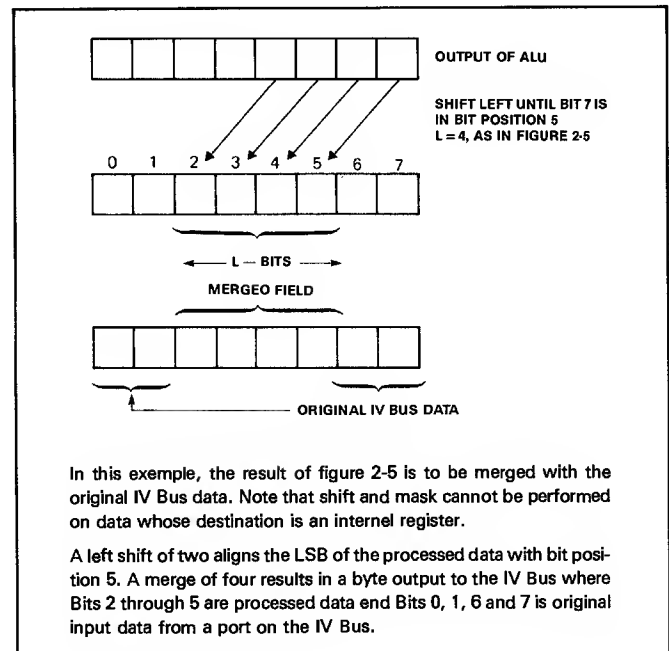 OUTPUT OF ALU
SHIFT LEFT UNTIL BIT 7 IS
IN BIT POSITION 5
L = 4, AS IN FIGURE 2-5
0 1 2 3 4 5 6 7
L — BITS
MERGEO FIELD
ORIGINAL IV BUS DATA
In this exemple, the result of figure 2-5 is to be merged with the
original IV Bus data. Note that shift and mask cannot be performed
on data whose destination is an internal register.
A left shift of two aligns the LSB of the processed data with bit posi-
tion 5. A merge of four results in a byte output to the IV Bus where
Bits 2 through 5 are processed data end Bits 0, 1, 6 and 7 is original
input data from a port on the IV Bus.